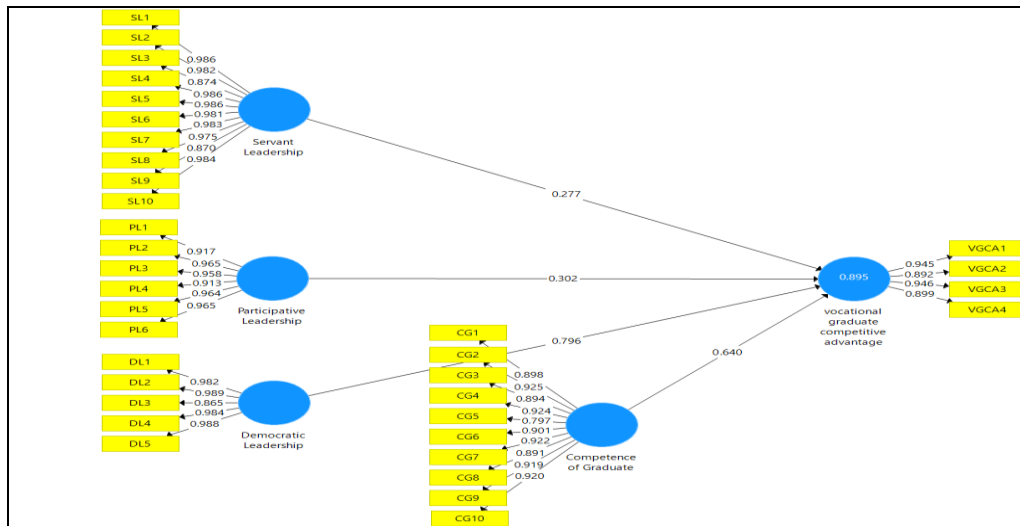 SL1
SL2
SL3
SL4
SL5
SL6
SL7
SL8
SL9
SL10
0.986
0.982
0.874
0.986
0.986
0.981
0.983
0.975
0.870
0.984
Servant
Leadership
0.277
PL1
PL2
PL3
PL4
PL5
PL6
0.917
0.965
0.958
0.913
0.964
0.965
Participative
Leadership
0.302
DL1
DL2
DL3
DL4
DL5
0.982
0.989
0.865
0.984
0.988
Democratic
Leadership
0.796
CG1
CG2
CG3
CG4
CG5
CG6
CG7
CG8
CG9
CG10
0.898
0.925
0.894
0.924
0.797
0.901
0.922
0.891
0.919
0.920
Competence
of Graduate
0.640
0.895
vocational
graduate
competitive
advantage
0.945
0.892
0.946
0.899
VGCA1
VGCA2
VGCA3
VGCA4